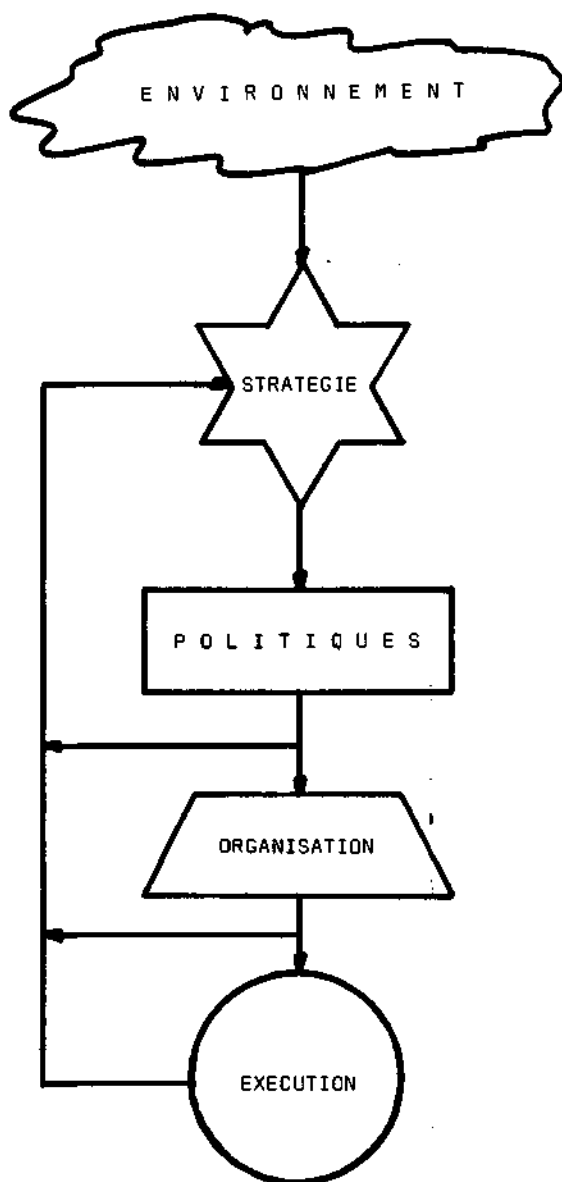 ENVIRONNEMENT
STRATEGIE
POLITIQUES
ORGANISATION
EXECUTION